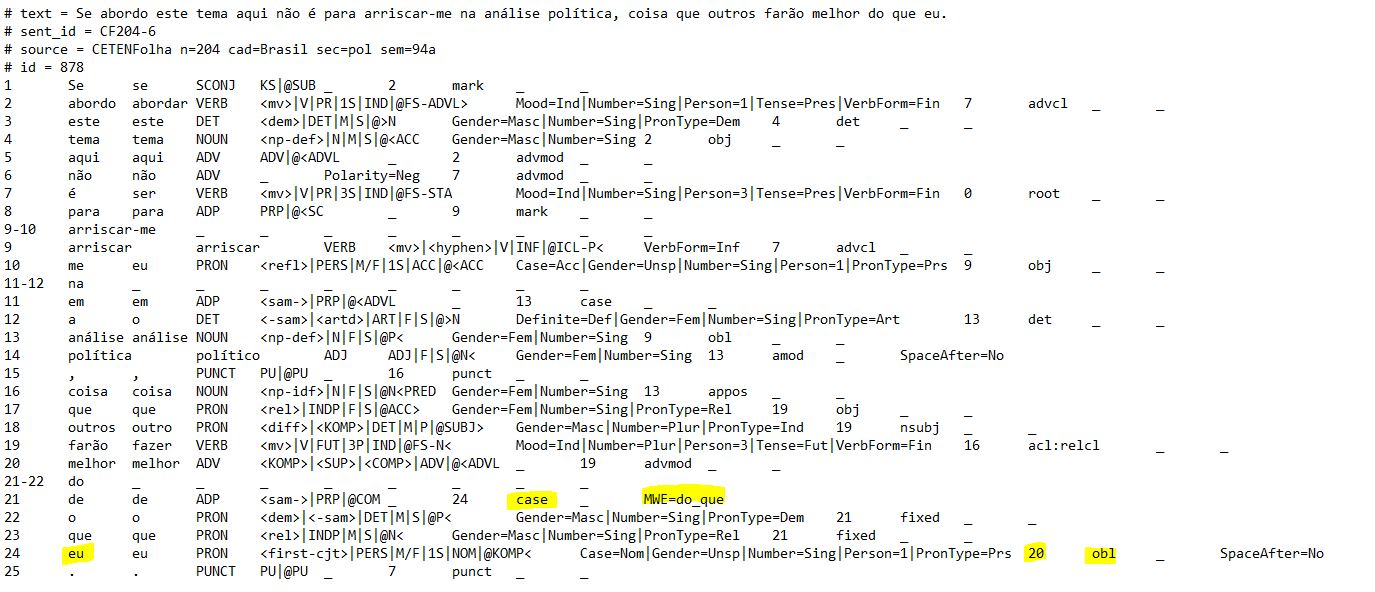 # text = Se abordo este tema aqui não é para arriscar-me na análise política, coisa que outros farão melhor do que eu.
# sent_id = CF204-6
# source = CETENFolha n=204 cad=Brasil sec=pol sem=94a
# id = 878
1 Se se SCONJ KS|@SUB _ 2 mark _ _
2 abordo abordar VERB <mv>|V|PR|1S|IND|@FS-ADVL> Mood=Ind|Number=Sing|Person=1|Tense=Pres|VerbForm=Fin 7 advcl _ _
3 este este DET <dem>|DET|M|S|@>N Gender=Masc|Number=Sing|PronType=Dem 4 det _ _
4 tema tema NOUN <np-def>|N|M|S|@<ACC Gender=Masc|Number=Sing 2 obj _ _
5 aqui aqui ADV ADV|@<ADVL _ 2 advmod _ _
6 não não ADV _ Polarity=Neg 7 advmod _ _
7 é ser VERB <mv>|V|PR|3S|IND|@FS-STA Mood=Ind|Number=Sing|Person=3|Tense=Pres|VerbForm=Fin 0 root _ _
8 para para ADP PRP|@<SC _ 9 mark _ _
9-10 arriscar-me _ _ _ _ _ _ _ _
9 arriscar arriscar VERB <mv>|<hyphen>|V|INF|@ICL-P< VerbForm=Inf 7 advcl _ _
10 me eu PRON <refl>|PERS|M/F|1S|ACC|@<ACC Case=Acc|Gender=Unsp|Number=Sing|Person=1|PronType=Prs 9 obj _ _
11-12 na _ _ _ _ _ _ _ _
11 em em ADP <sam->|PRP|@<ADVL _ 13 case _ _
12 a o DET <-sam>|<artd>|ART|F|S|@>N Definite=Def|Gender=Fem|Number=Sing|PronType=Art 13 det _ _
13 análise análise NOUN <np-def>|N|F|S|@P< Gender=Fem|Number=Sing 9 obl _ _
14 política político ADJ ADJ|F|S|@N< Gender=Fem|Number=Sing 13 amod _ SpaceAfter=No
15 , , PUNCT PU|@PU _ 16 punct _ _
16 coisa coisa NOUN <np-idf>|N|F|S|@N<PRED Gender=Fem|Number=Sing 13 appos _ _
17 que que PRON <rel>|INDP|F|S|@ACC> Gender=Fem|Number=Sing|PronType=Rel 19 obj _ _
18 outros outro PRON <diff>|<KOMP>|DET|M|P|@SUBJ> Gender=Masc|Number=Plur|PronType=Ind 19 nsubj _ _
19 farão fazer VERB <mv>|V|FUT|3P|IND|@FS-N< Mood=Ind|Number=Plur|Person=3|Tense=Fut|VerbForm=Fin 16 acl:relcl _ _
20 melhor melhor ADV <KOMP>|<SUP>|<COMP>|ADV|@<ADVL _ 19 advmod _ _
21-22 do _ _ _ _ _ _ _ _
21 de de ADP <sam->|PRP|@COM _ 24 case _ MWE=do_que
22 o o PRON <dem>|<-sam>|DET|M|S|@P< Gender=Masc|Number=Sing|PronType=Dem 21 fixed _ _
23 que que PRON <rel>|INDP|M|S|@N< Gender=Masc|Number=Sing|PronType=Rel 21 fixed _ _
24 eu eu PRON <first-cjt>|PERS|M/F|1S|NOM|@KOMP< Case=Nom|Gender=Unsp|Number=Sing|Person=1|PronType=Prs 20 obl _ SpaceAfter=No
25 . . PUNCT PU|@PU _ 7 punct _ _